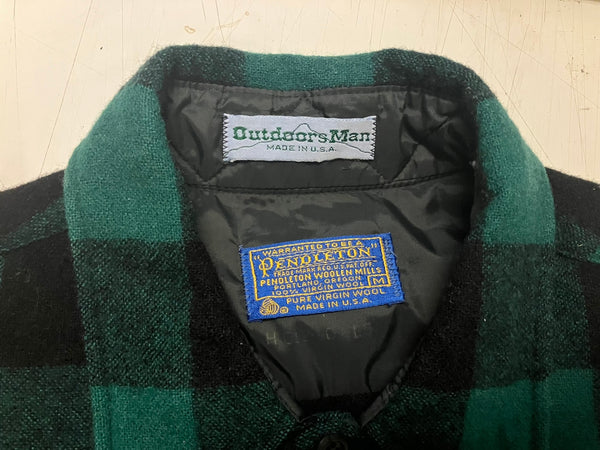 OutdoorsMan
MADE IN U.S.A.
"WARRANTED TO BE A
PENDLETON"
TRADE MARK REG. U.S. PAT. OFF.
PENDLETON WOOLEN MILLS
PORTLAND, OREGON
100% VIRGIN WOOL M
PURE VIRGIN WOOL
MADE IN U.S.A.